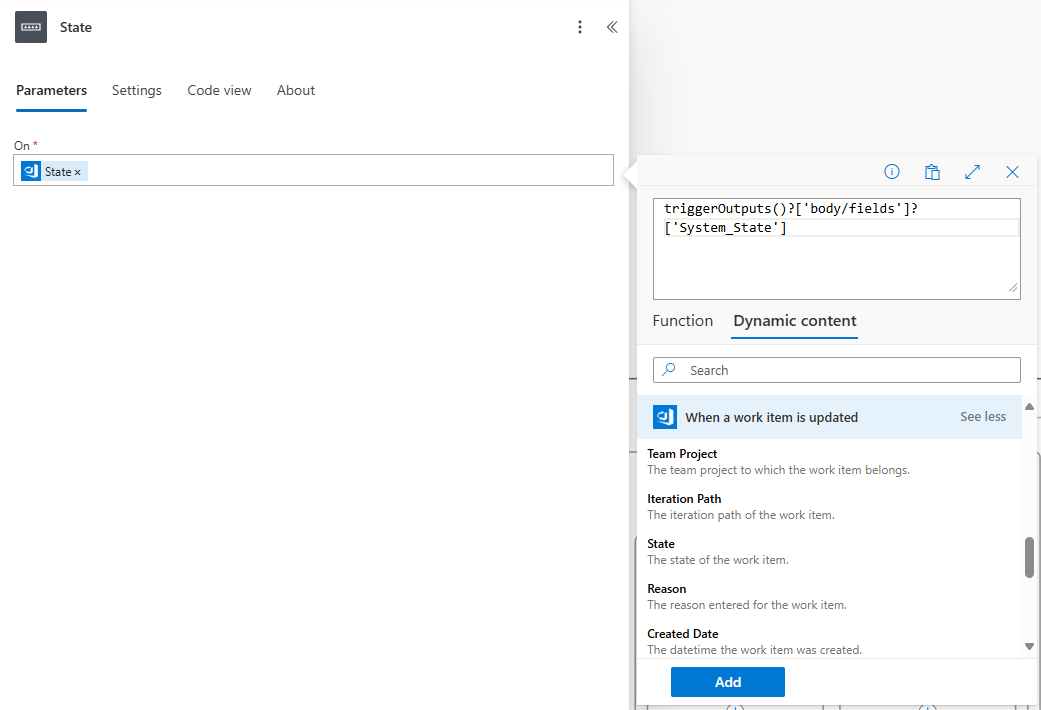 State
Parameters
Settings
Code view
About
On *
State ×
triggerOutputs()?['body/fields']?
['System_State']
Function
Dynamic content
Search
When a work item is updated
See less
Team Project
The team project to which the work item belongs.
Iteration Path
The iteration path of the work item.
State
The state of the work item.
Reason
The reason entered for the work item.
Created Date
The datetime the work item was created.
Add